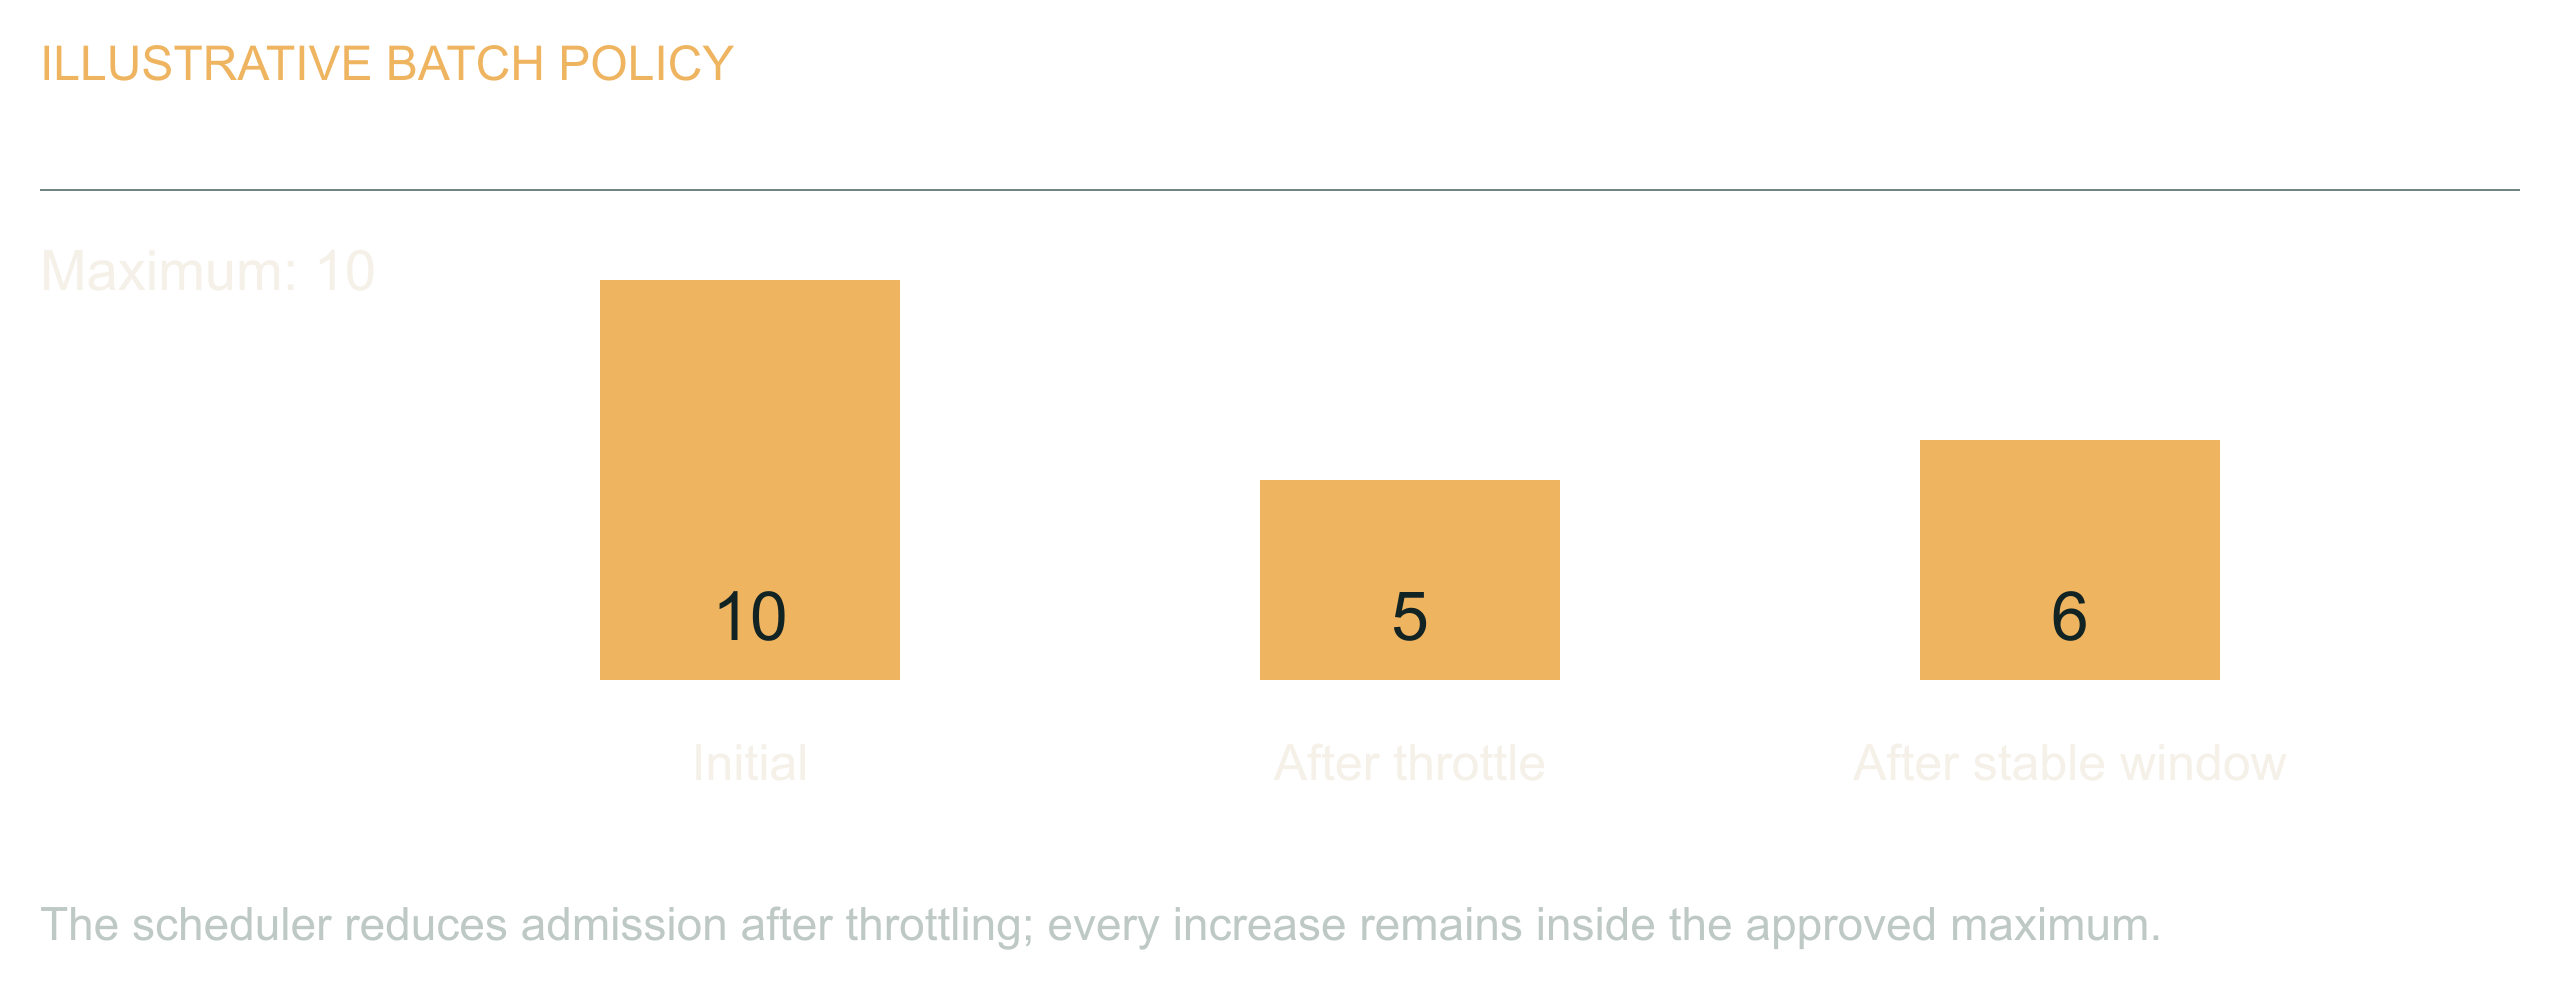 ILLUSTRATIVE BATCH POLICY
Maximum: 10
10
5
6
Initial
After throttle
After stable window
The scheduler reduces admission after throttling; every increase remains inside the approved maximum.